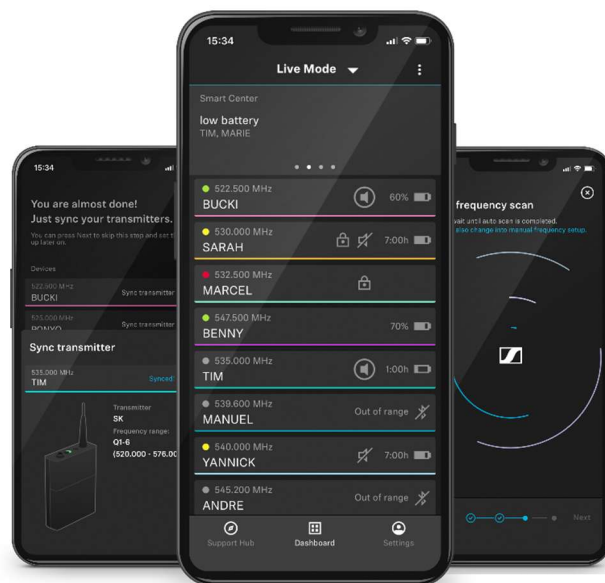 15:34
You are almost done!
Just sync your transmitters.
You can press Next to skip this step and set
up later on.
Devices
522.500 MHz
BUCKI
Sync transmitter
535.000 MHz
Sync transmitter
Sync transmitter
535.000 MHz
TIM
Synced!
Transmitter
SK
Frequency range:
Q1-6
(520.000 - 576.00
15:34
Live Mode
Smart Center
low battery
TIM, MARIE
522.500 MHz
BUCKI
60%
530.000 MHz
SARAH
7:00h
532.500 MHz
MARCEL
547.500 MHz
BENNY
70%
535.000 MHz
TIM
1:00h
539.600 MHz
MANUEL
Out of range
540.000 MHz
YANNICK
7:00h
545.200 MHz
ANDRE
Out of range
Support Hub
Dashboard
Settings
frequency scan
wait until auto scan is completed.
also change into manual frequency setup.
Next